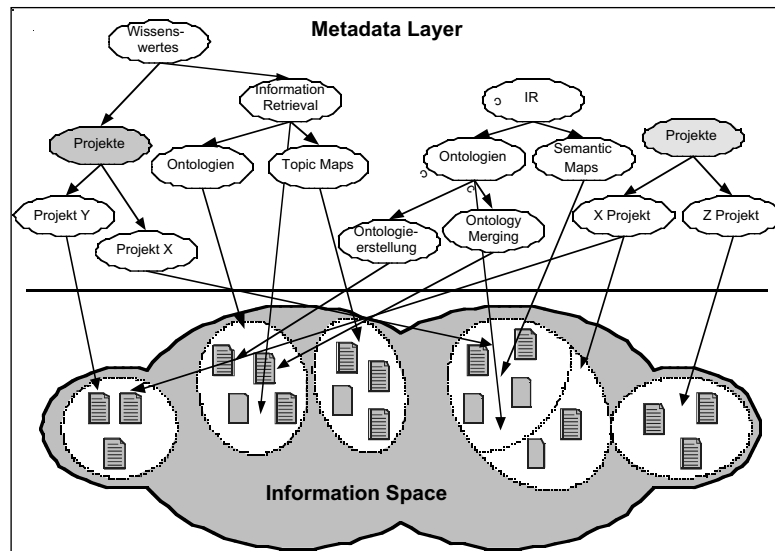 Metadata Layer
Wissens-
wertes
Information
Retrieval
IR
Projekte
Projekte
Ontologien
Topic Maps
Ontologien
Semantic
Maps
Projekt Y
Projekt X
Ontologie-
erstellung
Ontology
Merging
X Projekt
Z Projekt
Information Space